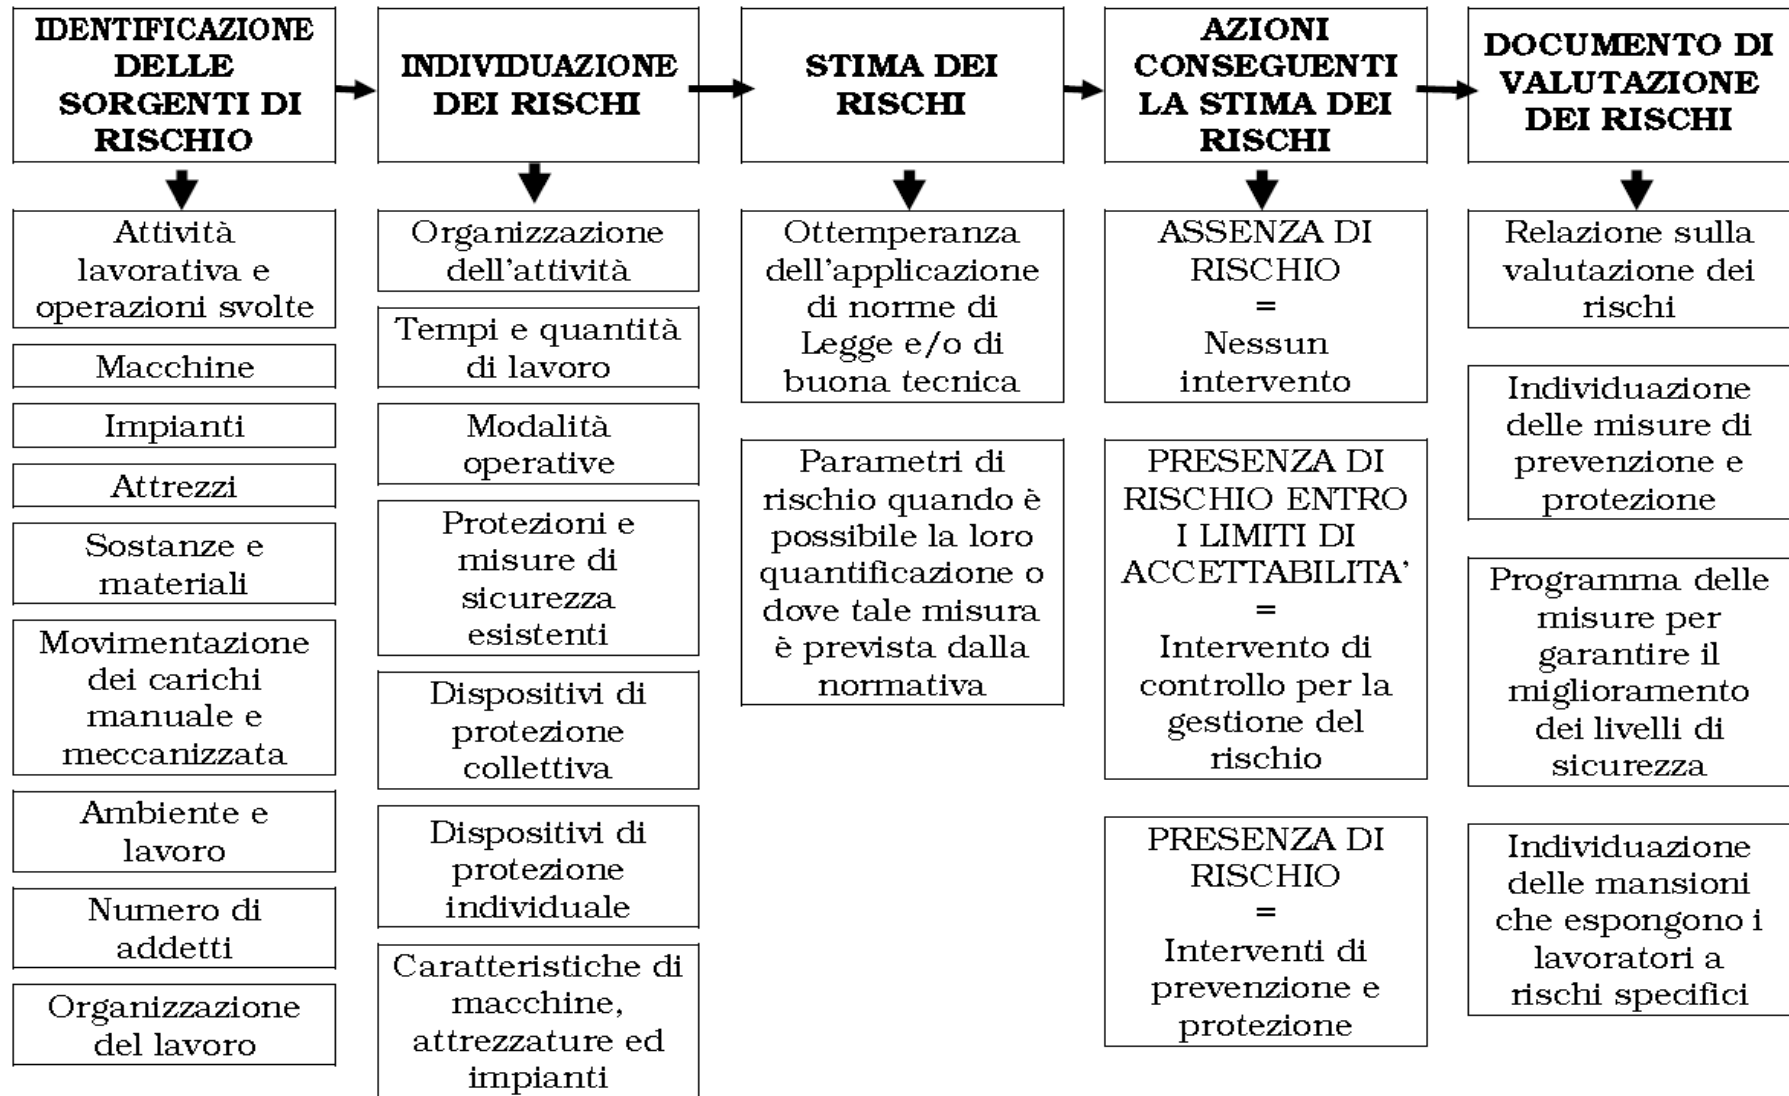 IDENTIFICAZIONE
DELLE
SORGENTI DI
RISCHIO
INDIVIDUAZIONE
DEI RISCHI
STIMA DEI
RISCHI
AZIONI
CONSEGUENTI
LA STIMA DEI
RISCHI
DOCUMENTO DI
VALUTAZIONE
DEI RISCHI
Attività
lavorativa e
operazioni svolte
Macchine
Impianti
Attrezzi
Sostanze e
materiali
Movimentazione
dei carichi
manuale e
meccanizzata
Ambiente e
lavoro
Numero di
addetti
Organizzazione
del lavoro
Organizzazione
dell'attività
Tempi e quantità
di lavoro
Modalità
operative
Protezioni e
misure di
sicurezza
esistenti
Dispositivi di
protezione
collettiva
Dispositivi di
protezione
individuale
Caratteristiche di
macchine,
attrezzature ed
impianti
Ottemperanza
dell'applicazione
di norme di
Legge e/o di
buona tecnica
Parametri di
rischio quando è
possibile la loro
quantificazione o
dove tale misura
è prevista dalla
normativa
ASSENZA DI
RISCHIO
=
Nessun
intervento
PRESENZA DI
RISCHIO ENTRO
I LIMITI DI
ACCETTABILITA'
=
Intervento di
controllo per la
gestione del
rischio
PRESENZA DI
RISCHIO
=
Interventi di
prevenzione e
protezione
Relazione sulla
valutazione dei
rischi
Individuazione
delle misure di
prevenzione e
protezione
Programma delle
misure per
garantire il
miglioramento
dei livelli di
sicurezza
Individuazione
delle mansioni
che espongono i
lavoratori a
rischi specifici